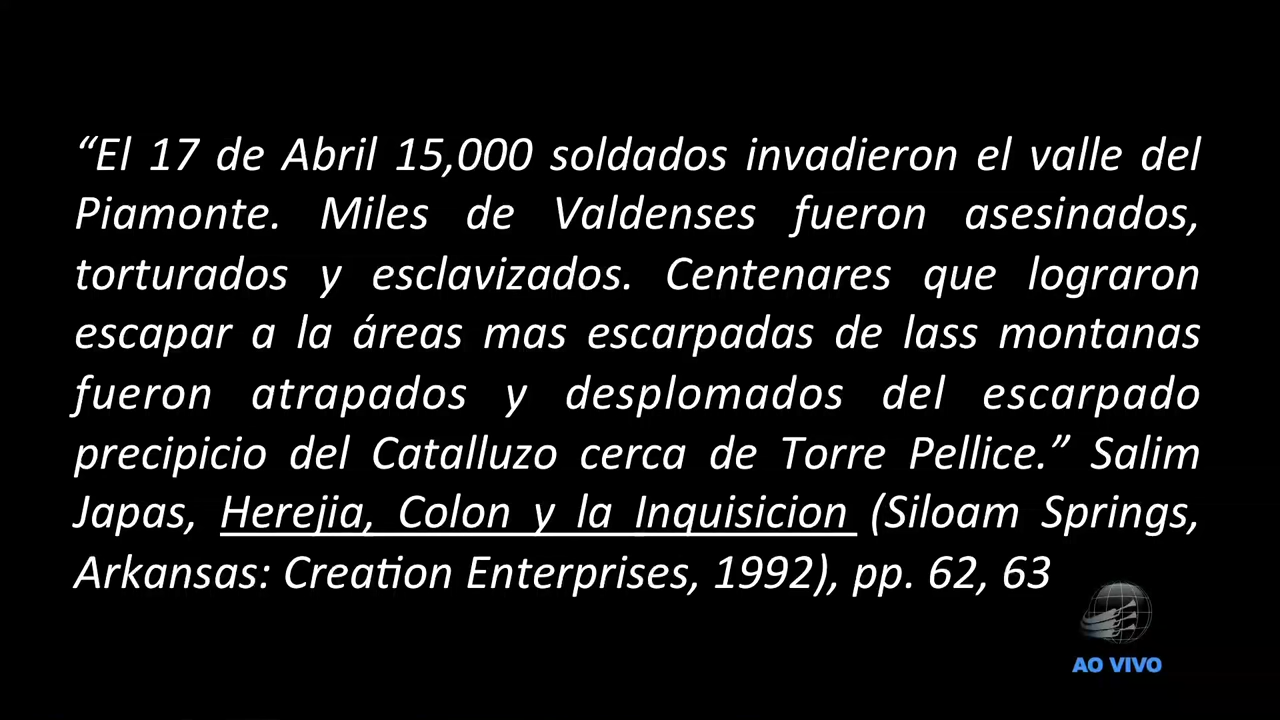 “El 17 de Abril 15,000 soldados invadieron el valle del
Piamonte. Miles de Valdenses fueron asesinados,
torturados y esclavizados. Centenares que lograron
escapar a la áreas mas escarpadas de lass montanas
fueron atrapados y desplomados del escarpado
precipicio del Catalluzo cerca de Torre Pellice.” Salim
Japas, Herejia, Colon y la Inquisicion (Siloam Springs,
Arkansas: Creation Enterprises, 1992), pp. 62, 63
AO VIVO